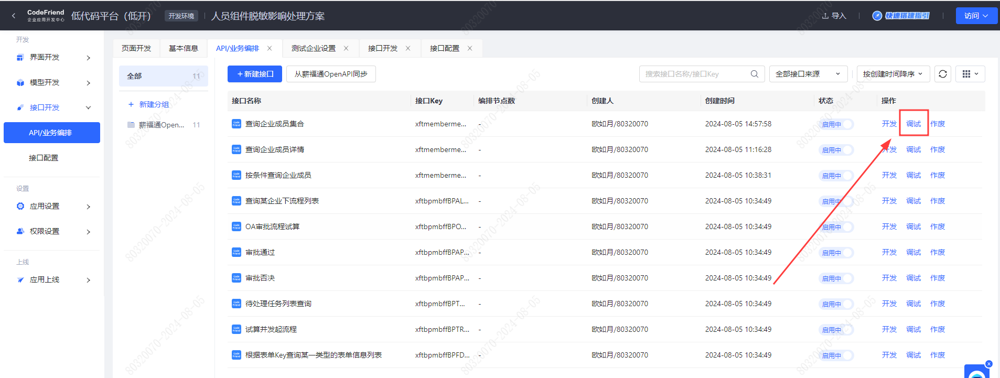 CodeFriend
企业应用开发中心
低代码平台（低开）
开发环境
人员组件脱敏影响处理方案
导入
快速搭建指引
访问
开发
界面开发
模型开发
接口开发
API/业务编排
接口配置
设置
应用设置
权限设置
上线
应用上线
页面开发
基本信息
API/业务编排
测试企业设置
接口开发
接口配置
全部 11
+ 新建分组
薪福通Open... 11
+ 新建接口
从薪福通OpenAPI同步
搜索接口名称/接口Key
全部接口来源
按创建时间降序
接口名称 接口Key 编排节点数 创建人 创建时间 状态 操作
查询企业成员集合 xftmemberme... - 欧如月/80320070 2024-08-05 14:57:58 启用中 开发 调试 作废
查询企业成员详情 xftmemberme... - 欧如月/80320070 2024-08-05 11:16:28 启用中 开发 调试 作废
按条件查询企业成员 xftmemberme... - 欧如月/80320070 2024-08-05 10:38:31 启用中 开发 调试 作废
查询某企业下流程列表 xftbpmbffBPAL... - 欧如月/80320070 2024-08-05 10:34:49 启用中 开发 调试 作废
OA审批流程试算 xftbpmbffBPO... - 欧如月/80320070 2024-08-05 10:34:49 启用中 开发 调试 作废
审批通过 xftbpmbffBPAP... - 欧如月/80320070 2024-08-05 10:34:49 启用中 开发 调试 作废
审批否决 xftbpmbffBPAP... - 欧如月/80320070 2024-08-05 10:34:49 启用中 开发 调试 作废
待处理任务列表查询 xftbpmbffBPT... - 欧如月/80320070 2024-08-05 10:34:49 启用中 开发 调试 作废
试算并发起流程 xftbpmbffBPTR... - 欧如月/80320070 2024-08-05 10:34:49 启用中 开发 调试 作废
根据表单Key查询某一类型的表单信息列表 xftbpmbffBPFD... - 欧如月/80320070 2024-08-05 10:34:49 启用中 开发 调试 作废
80320070-2024-08-05